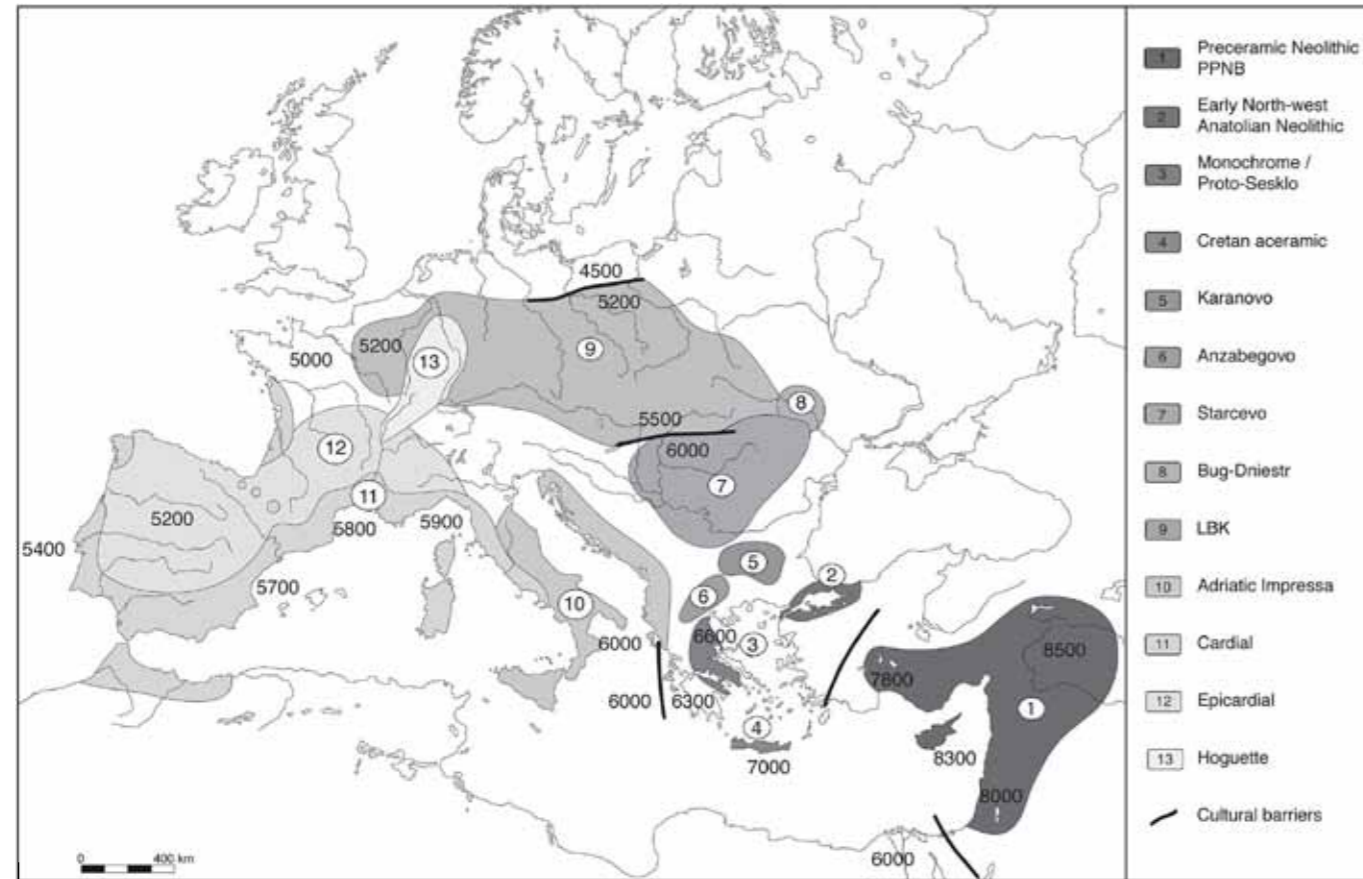 4500
5200
9
5200
13
5000
8
5500
12
6000
7
11
5200
5800
5900
5400
5
2
5700
6
10
6600
3
8500
6000
7800
6000
6300
1
4
8300
7000
8000
6000
0 400 km
1 Preceramic Neolithic
PPNB
2 Early North-west
Anatolian Neolithic
3 Monochrome /
Proto-Sesklo
4 Cretan aceramic
5 Karanovo
6 Anzabegovo
7 Starcevo
8 Bug-Dniestr
9 LBK
10 Adriatic Impressa
11 Cardial
12 Epicardial
13 Hoguette
Cultural barriers